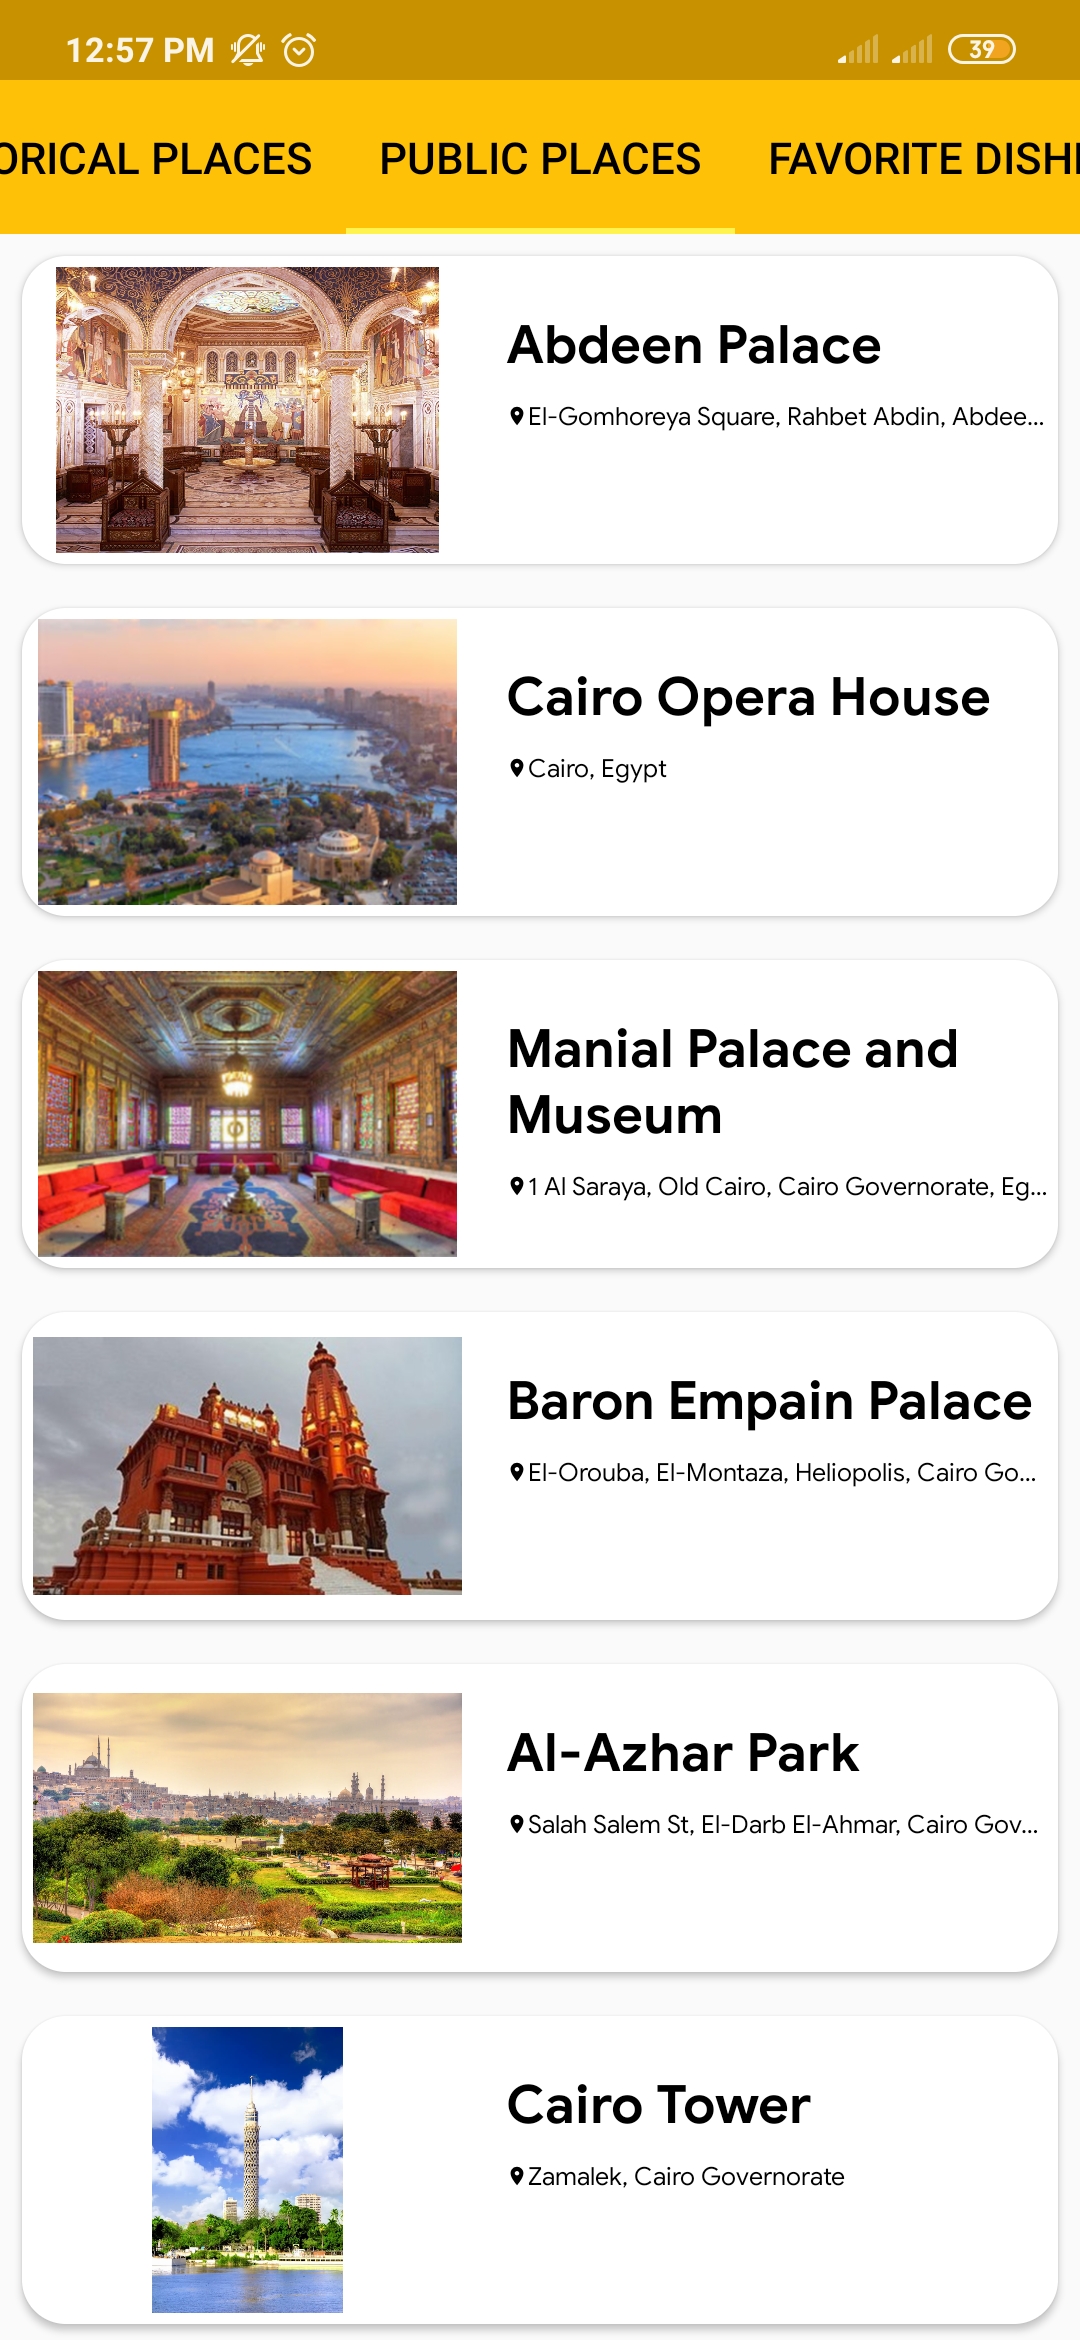 12:57 PM
39
ORICAL PLACES
PUBLIC PLACES
FAVORITE DISH
Abdeen Palace
El-Gomhoreya Square, Rahbet Abdin, Abdee...
Cairo Opera House
Cairo, Egypt
Manial Palace and
Museum
1 Al Saraya, Old Cairo, Cairo Governorate, Eg...
Baron Empain Palace
El-Orouba, El-Montaza, Heliopolis, Cairo Go...
Al-Azhar Park
Salah Salem St, El-Darb El-Ahmar, Cairo Gov...
Cairo Tower
Zamalek, Cairo Governorate